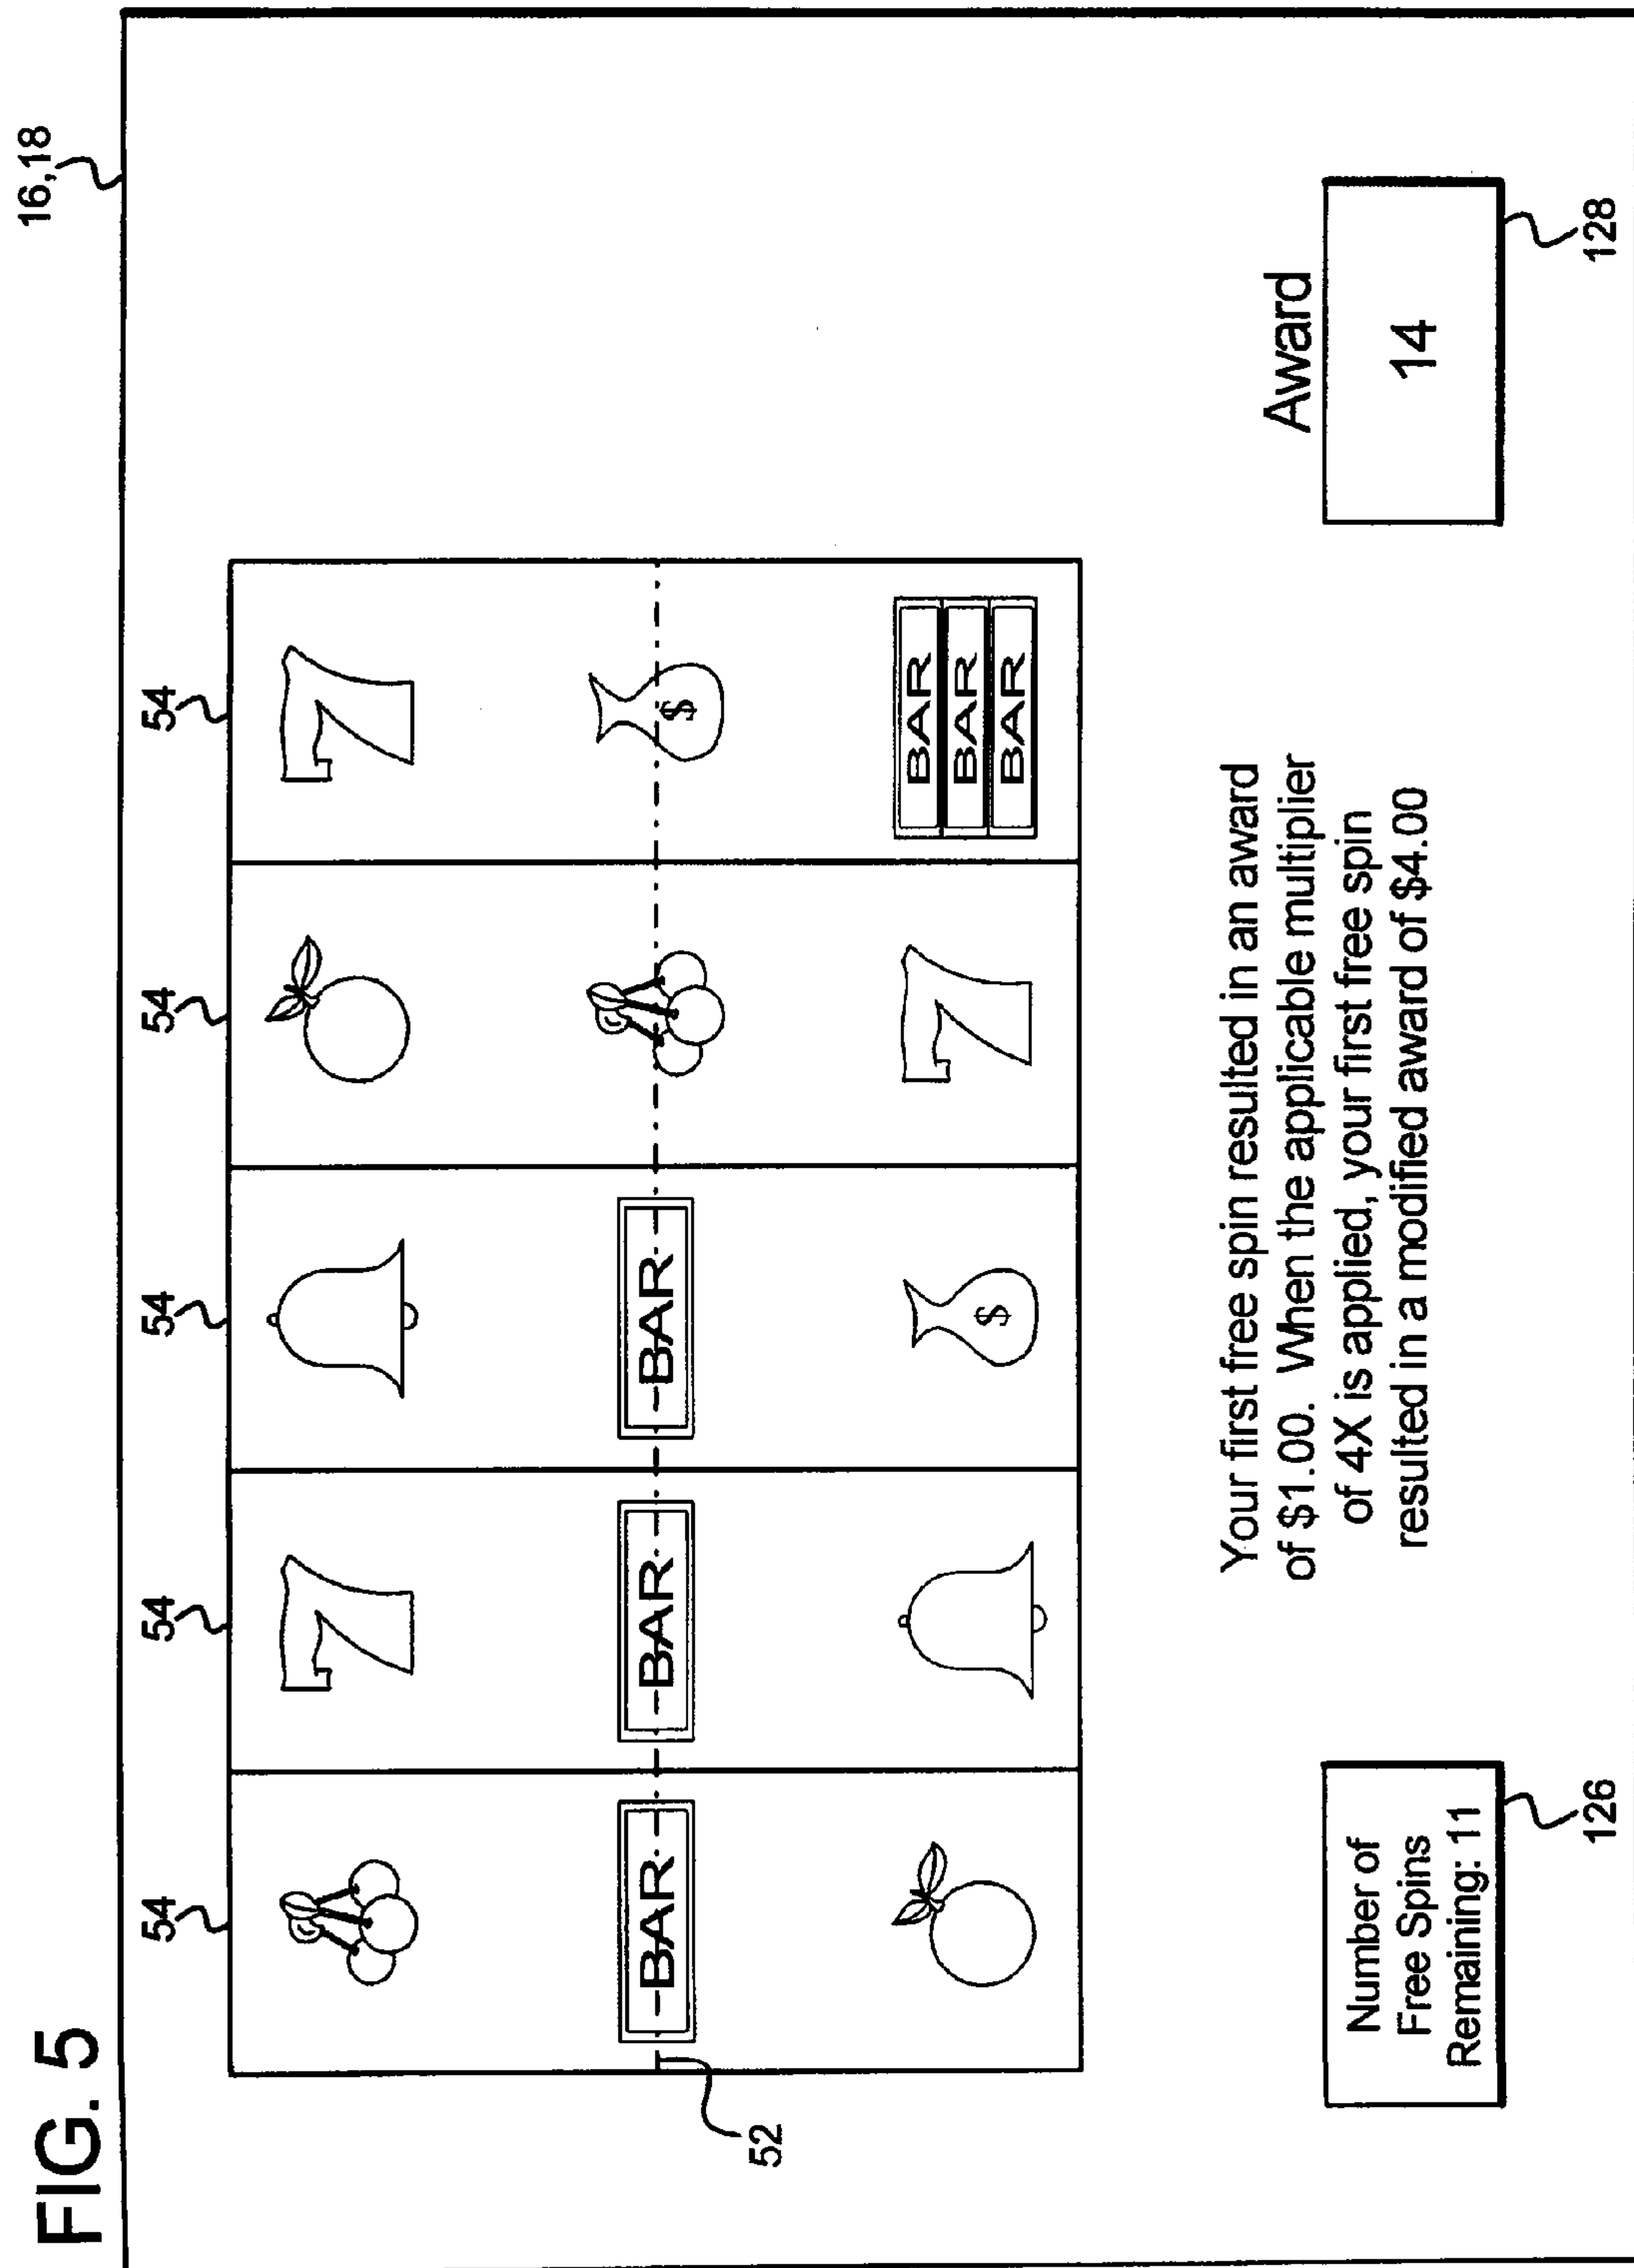 FIG. 5
16,18
54 54 54 54 54
BAR BAR BAR
$
$
BAR
BAR
BAR
52
Your first free spin resulted in an award
of $1.00. When the applicable multiplier
of 4X is applied, your first free spin
resulted in a modified award of $4.00
Number of
Free Spins
Remaining: 11
126
Award
14
128